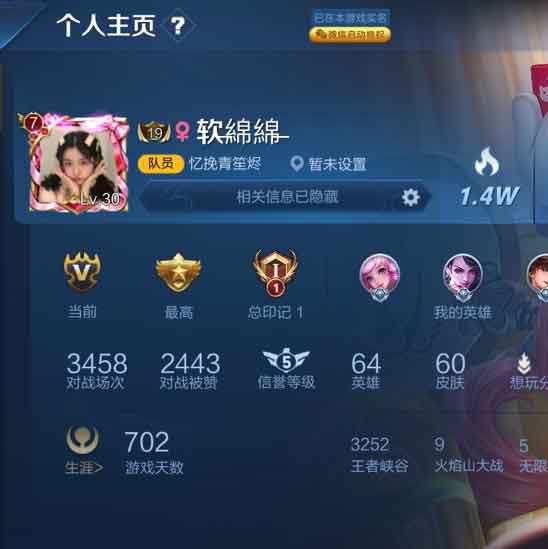 个人主页 ?
已在本游戏实名
微信启动特权
7
19 软綿綿
Lv 30
队员 忆挽青笙烬 暂未设置
相关信息已隐藏
1.4W
V
1
当前 最高 总印记 1 我的英雄
3458 2443 5 64 60
对战场次 对战被赞 信誉等级 英雄 皮肤 想玩
702
生涯> 游戏天数
3252 9 5
王者峡谷 火焰山大战 无限